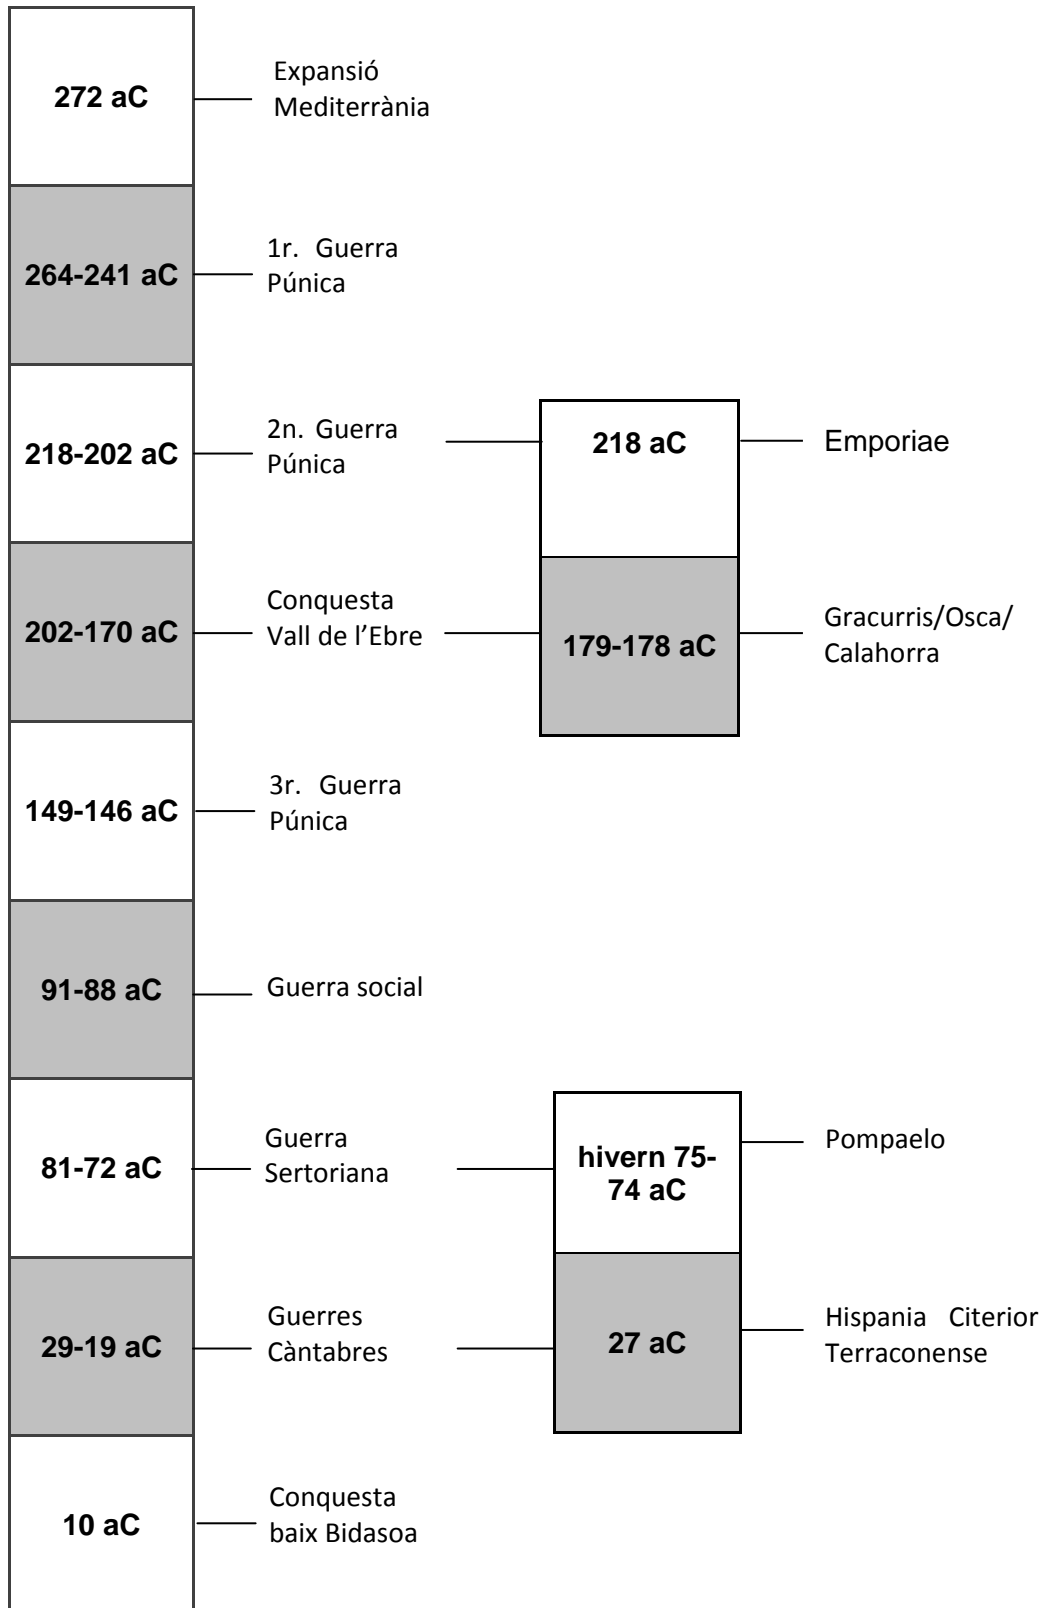 272 aC
Expansió
Mediterrània
264-241 aC
1r. Guerra
Púnica
218-202 aC
2n. Guerra
Púnica
218 aC
Emporiae
202-170 aC
Conquesta
Vall de l’Ebre
179-178 aC
Gracurris/Osca/
Calahorra
149-146 aC
3r. Guerra
Púnica
91-88 aC
Guerra social
81-72 aC
Guerra
Sertoriana
hivern 75-
74 aC
Pompaelo
29-19 aC
Guerres
Càntabres
27 aC
Hispania Citerior
Terraconense
10 aC
Conquesta
baix Bidasoa